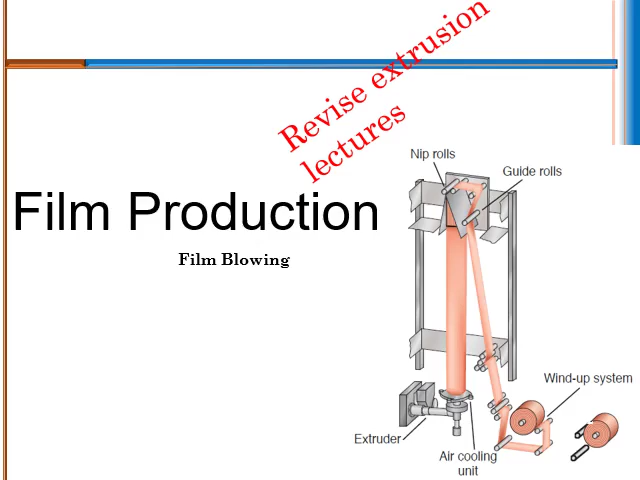 Revise extrusion
lectures
Film Production
Film Blowing
Nip rolls
Guide rolls
Wind-up system
Extruder
Air cooling
unit